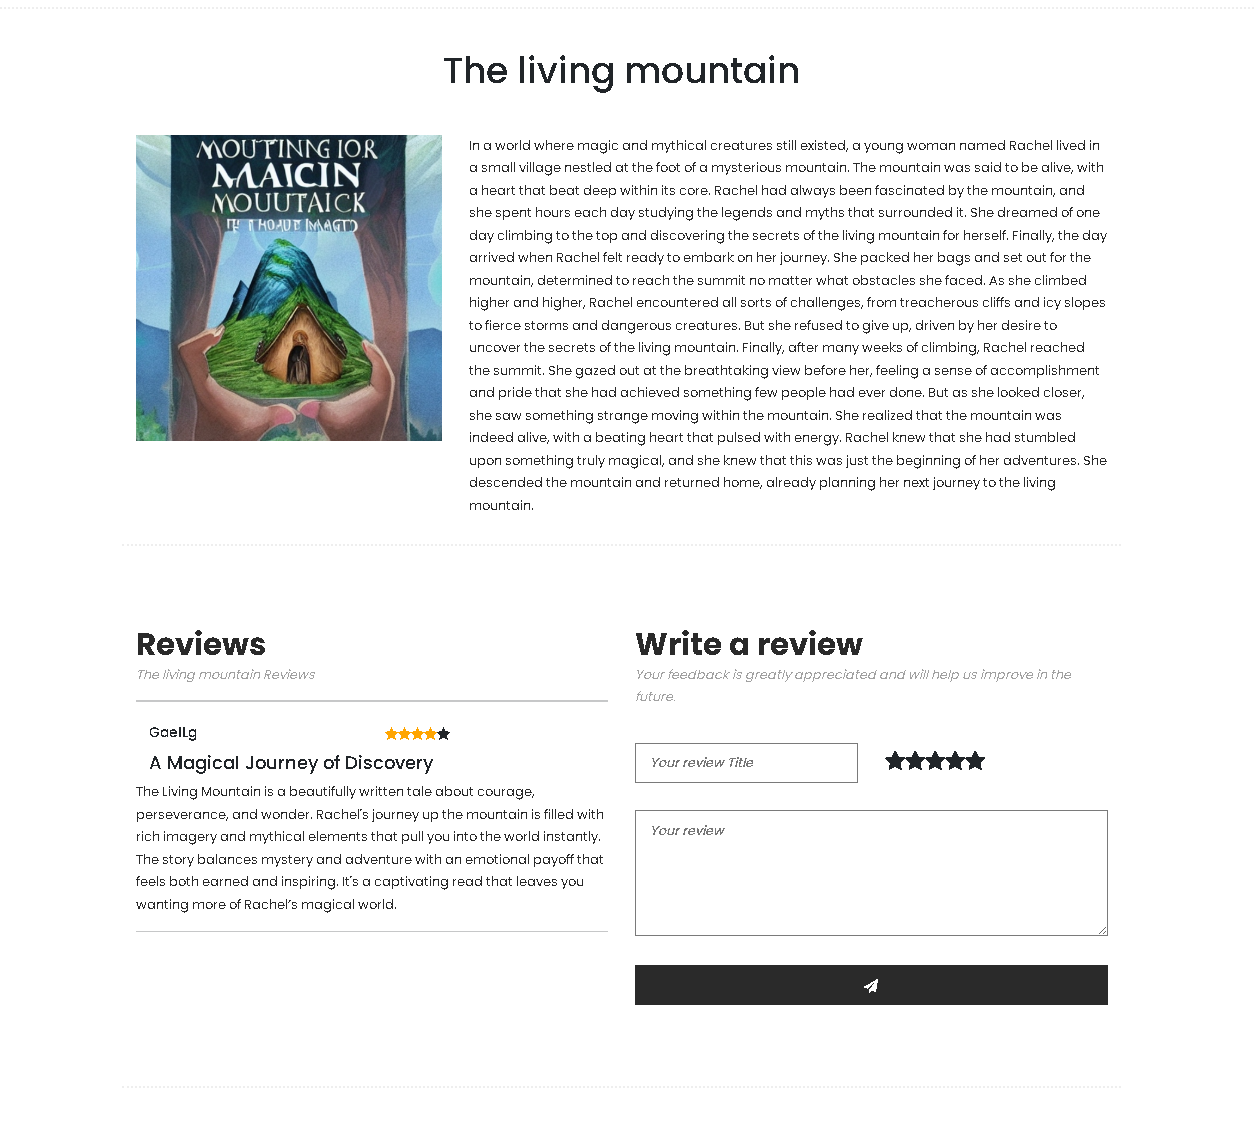 The living mountain
MOUTINNG IOR
MAICIN
MOUUTAICK
In a world where magic and mythical creatures still existed, a young woman named Rachel lived in
a small village nestled at the foot of a mysterious mountain. The mountain was said to be alive, with
a heart that beat deep within its core. Rachel had always been fascinated by the mountain, and
she spent hours each day studying the legends and myths that surrounded it. She dreamed of one
day climbing to the top and discovering the secrets of the living mountain for herself. Finally, the day
arrived when Rachel felt ready to embark on her journey. She packed her bags and set out for the
mountain, determined to reach the summit no matter what obstacles she faced. As she climbed
higher and higher, Rachel encountered all sorts of challenges, from treacherous cliffs and icy slopes
to fierce storms and dangerous creatures. But she refused to give up, driven by her desire to
uncover the secrets of the living mountain. Finally, after many weeks of climbing, Rachel reached
the summit. She gazed out at the breathtaking view before her, feeling a sense of accomplishment
and pride that she had achieved something few people had ever done. But as she looked closer,
she saw something strange moving within the mountain. She realized that the mountain was
indeed alive, with a beating heart that pulsed with energy. Rachel knew that she had stumbled
upon something truly magical, and she knew that this was just the beginning of her adventures. She
descended the mountain and returned home, already planning her next journey to the living
mountain.
Reviews
The living mountain Reviews
GaelLg
A Magical Journey of Discovery
The Living Mountain is a beautifully written tale about courage,
perseverance, and wonder. Rachel's journey up the mountain is filled with
rich imagery and mythical elements that pull you into the world instantly.
The story balances mystery and adventure with an emotional payoff that
feels both earned and inspiring. It's a captivating read that leaves you
wanting more of Rachel's magical world.
Write a review
Your feedback is greatly appreciated and will help us improve in the
future.
Your review Title
Your review